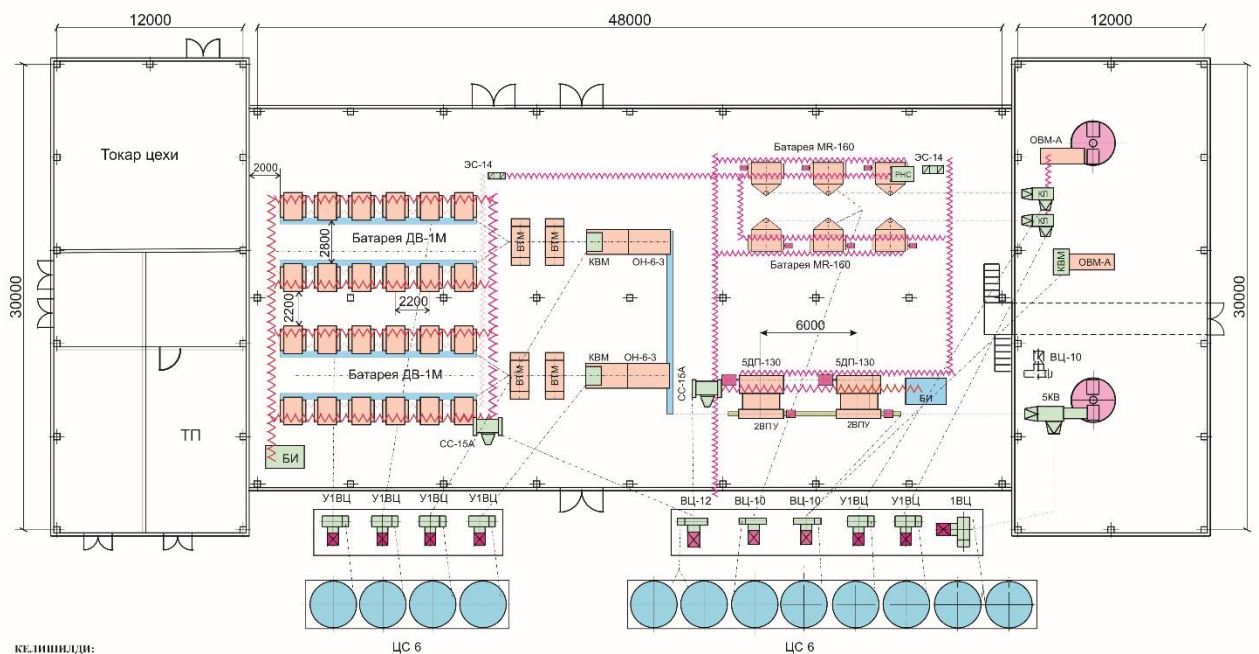 12000
48000
12000
30000
Токар цехи
2000
ЭС-14
Батарея MR-160
РНС
ЭС-14
ОВМ-А
КП
КП
Батарея ДВ-1М
2800
ВТМ
ВТМ
КВМ
ОН-6-3
Батарея MR-160
КВМ
ОВМ-А
30000
2200
2200
6000
Батарея ДВ-1М
ВТМ
ВТМ
КВМ
ОН-6-3
5ДП-130
5ДП-130
СС-15А
БИ
ВЦ-10
5КВ
2ВПУ
2ВПУ
ТП
СС-15А
БИ
У1ВЦ
У1ВЦ
У1ВЦ
У1ВЦ
ВЦ-12
ВЦ-10
ВЦ-10
У1ВЦ
У1ВЦ
1ВЦ
КЕЛИШИЛДИ:
ЦС 6
ЦС 6